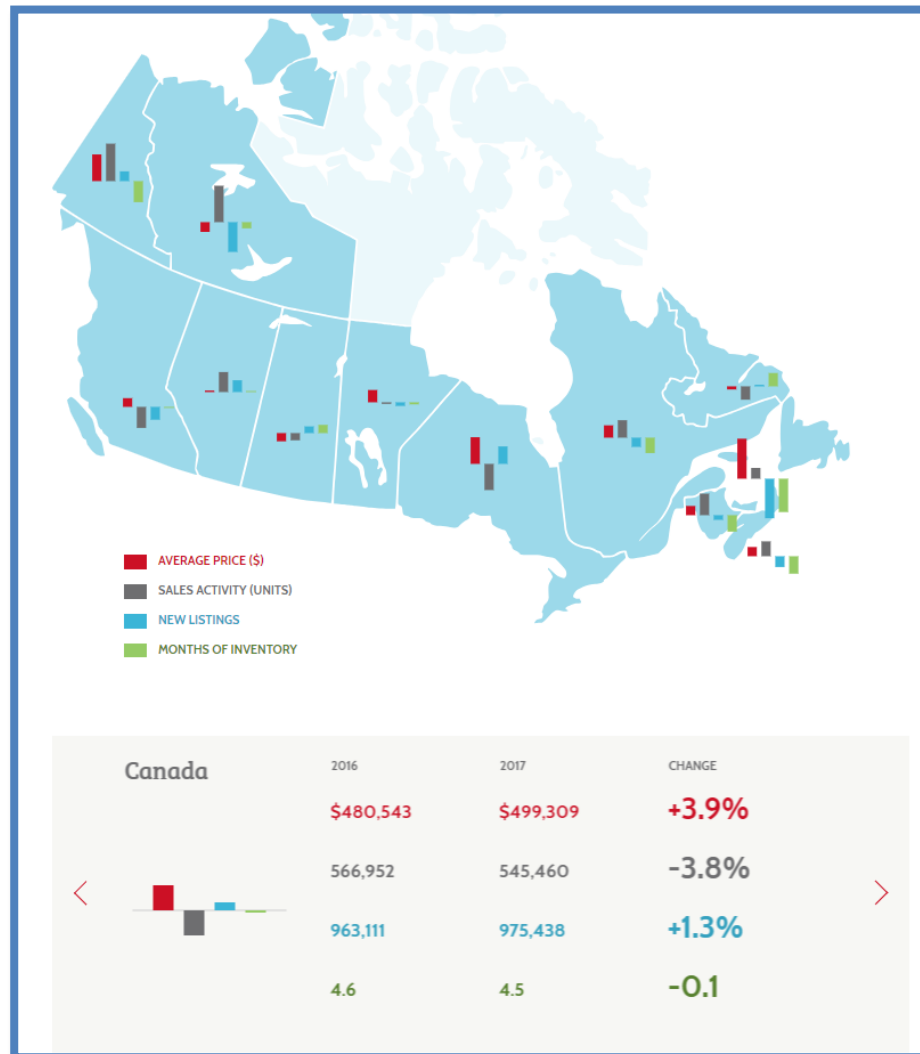 AVERAGE PRICE ($)
SALES ACTIVITY (UNITS)
NEW LISTINGS
MONTHS OF INVENTORY
Canada 2016 2017 CHANGE
$480,543 $499,309 +3.9%
566,952 545,460 -3.8%
963,111 975,438 +1.3%
4.6 4.5 -0.1